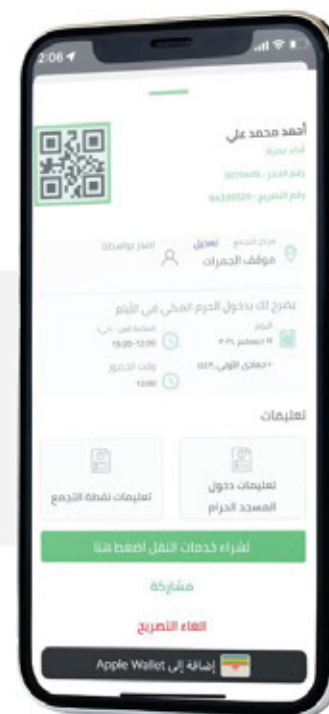 2:06
أحمد محمد علي
أداء عمرة
تعديل
موقف الجمرات
يصرح لك بدخول الحرم المكي في الأيام
اليوم
وقت الحضور
12:00
تعليمات
تعليمات دخول
المسجد الحرام
تعليمات نقطة التجمع
لشراء خدمات النقل اضغط هنا
مشاركة
الغاء التصريح
إضافة إلى Apple Wallet